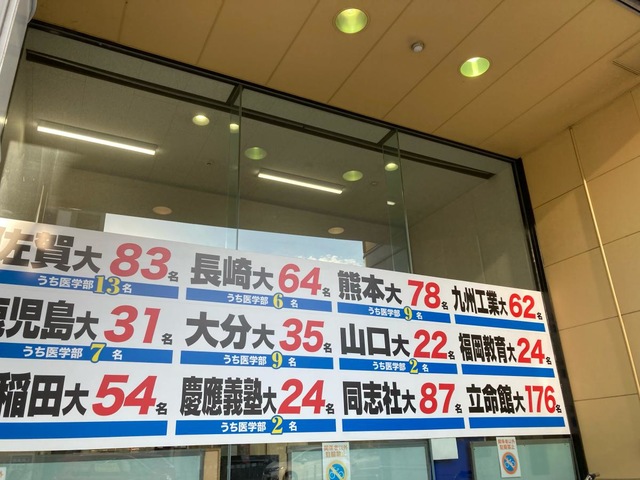 佐賀大83名 長崎大64名 熊本大78名 九州工業大62名
うち医学部13名 うち医学部6名 うち医学部9名
鹿児島大31名 大分大35名 山口大22名 福岡教育大24名
うち医学部7名 うち医学部9名 うち医学部2名
稲田大54名 慶應義塾大24名 同志社大87名 立命館大176名
うち医学部2名